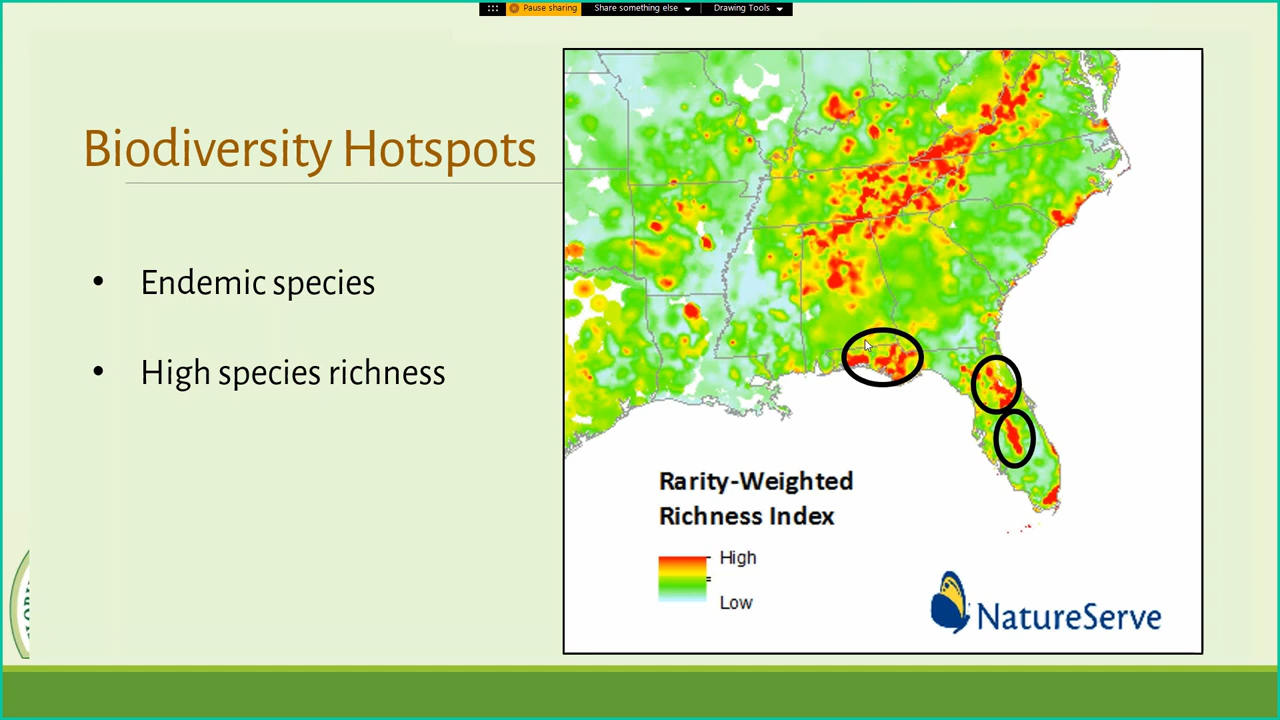 Pause sharing
Share something else
Drawing Tools
Biodiversity Hotspots
• Endemic species
• High species richness
Rarity-Weighted
Richness Index
High
Low
NatureServe